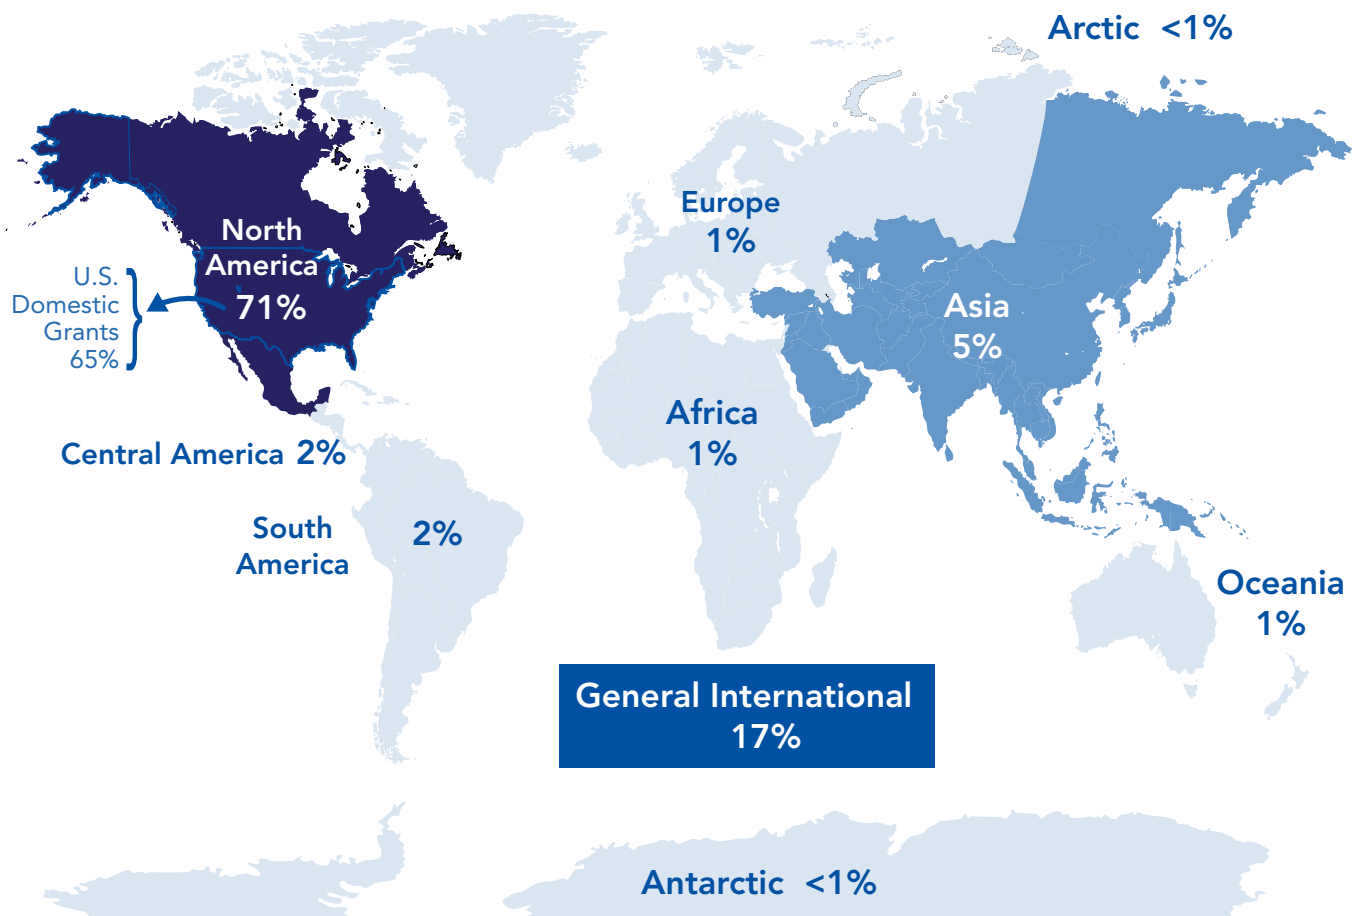 Arctic <1%
Europe
1%
North
America
71%
U.S.
Domestic
Grants
65%
Asia
5%
Africa
1%
Central America 2%
South
America
2%
Oceania
1%
General International
17%
Antarctic <1%